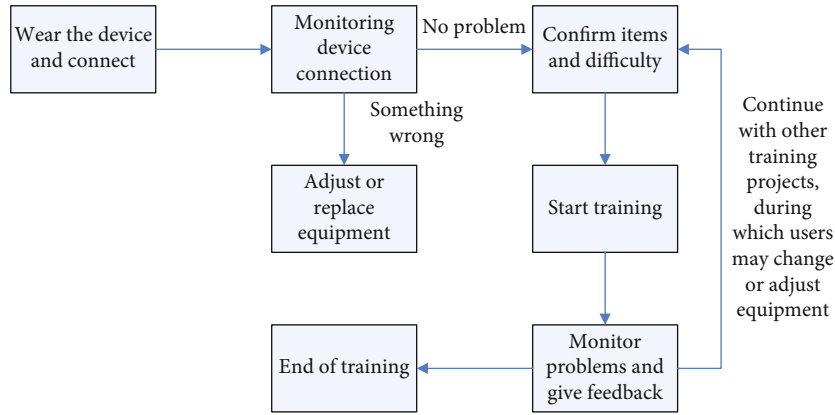 Wear the device
and connect
Monitoring
device
connection
No problem
Confirm items
and difficulty
Something
wrong
Adjust or
replace
equipment
Start training
Continue
with other
training
projects,
during
which users
may change
or adjust
equipment
End of training
Monitor
problems and
give feedback